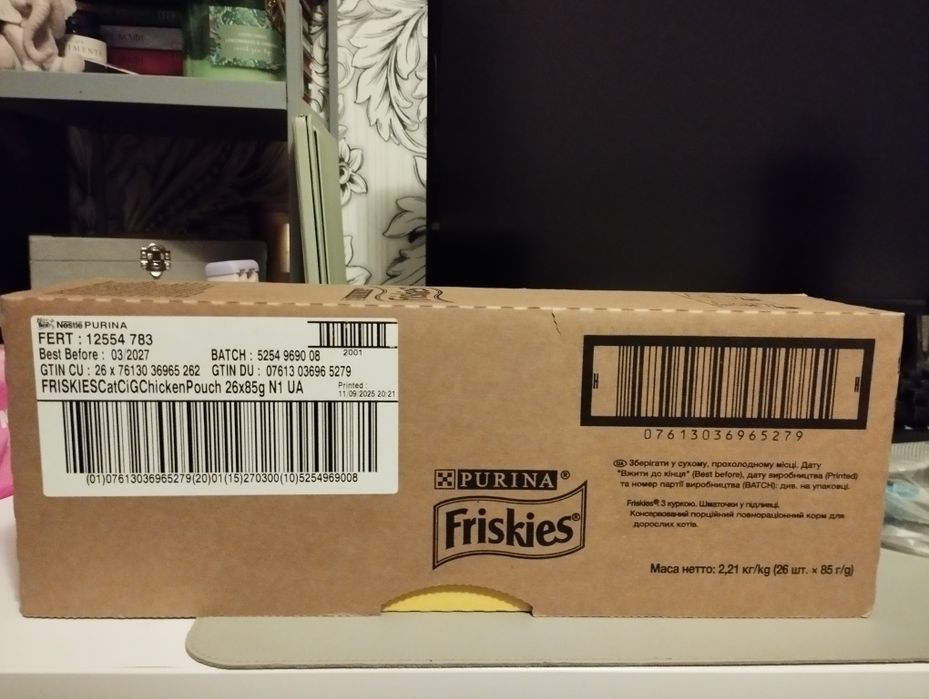 Nestlé PURINA
FERT : 12554 783
Best Before : 03/2027 BATCH : 5254 9690 08
2001
GTIN CU : 26 x 76130 36965 262 GTIN DU : 07613 03696 5279
FRISKIESCatCiGChickenPouch 26x85g N1 UA
Printed :
11/09/2025 20:21
(01)07613036965279(20)01(15)270300(10)5254969008
07613036965279
PURINA®
Friskies®
UA Зберігати у сухому, прохолодному місці. Дату
"Вжити до кінця" (Best before), дату виробництва (Printed)
та номер партії виробництва (BATCH): див. на упаковці.
Friskies® З куркою. Шматочки у підливці.
Консервований порційний повнораціонний корм для
дорослих котів.
Маса нетто: 2,21 кг/kg (26 шт. × 85 г/g)